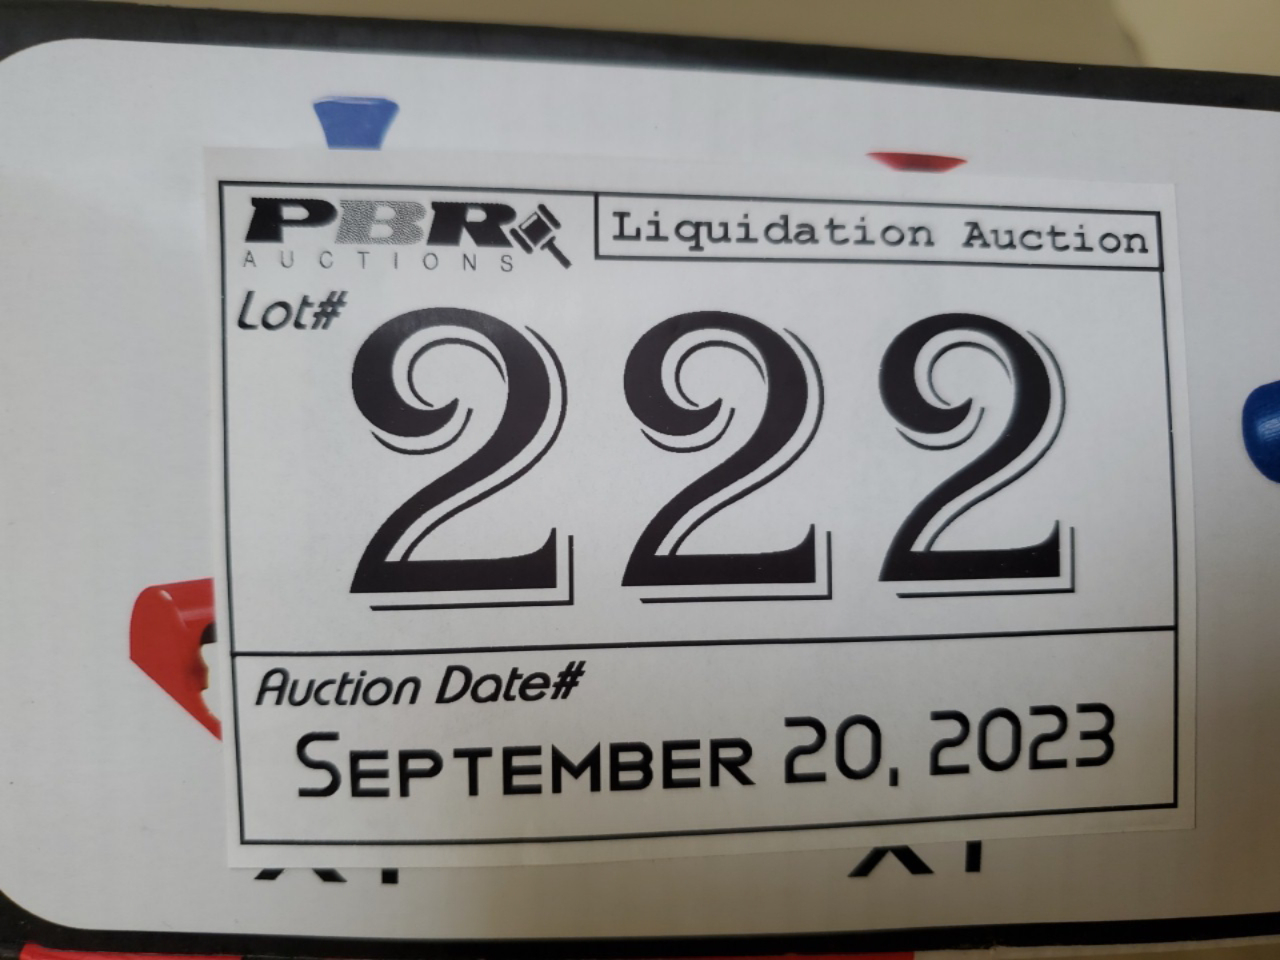 PBR
AUCTIONS
Liquidation Auction
Lot#
222
Auction Date#
September 20, 2023